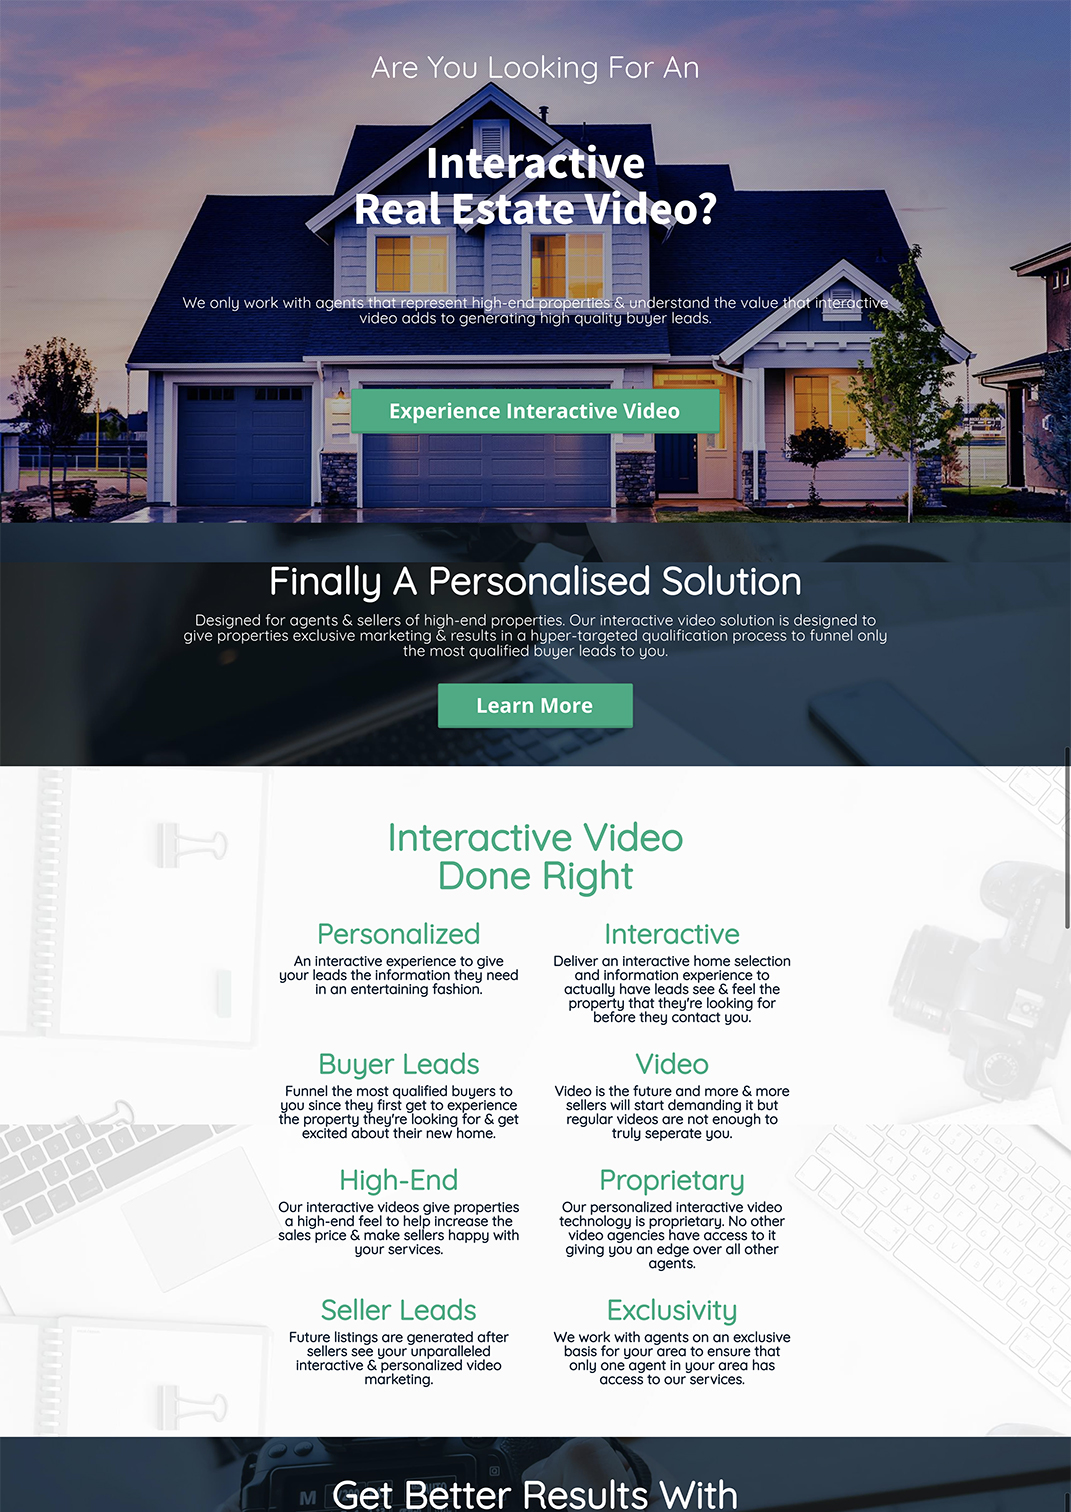 Are You Looking For An
Interactive
Real Estate Video?
We only work with agents that represent high-end properties & understand the value that interactive
video adds to generating high quality buyer leads.
Experience Interactive Video
Finally A Personalised Solution
Designed for agents & sellers of high-end properties. Our interactive video solution is designed to
give properties exclusive marketing & results in a hyper-targeted qualification process to funnel only
the most qualified buyer leads to you.
Learn More
Interactive Video
Done Right
Personalized
An interactive experience to give
your leads the information they need
in an entertaining fashion.
Interactive
Deliver an interactive home selection
and information experience to
actually have leads see & feel the
property that they're looking for
before they contact you.
Buyer Leads
Funnel the most qualified buyers to
you since they first get to experience
the property they're looking for & get
excited about their new home.
Video
Video is the future and more & more
sellers will start demanding it but
regular videos are not enough to
truly seperate you.
High-End
Our interactive videos give properties
a high-end feel to help increase the
sales price & make sellers happy with
your services.
Proprietary
Our personalized interactive video
technology is proprietary. No other
video agencies have access to it
giving you an edge over all other
agents.
Seller Leads
Future listings are generated after
sellers see your unparalleled
interactive & personalized video
marketing.
Exclusivity
We work with agents on an exclusive
basis for your area to ensure that
only one agent in your area has
access to our services.
Get Better Results With